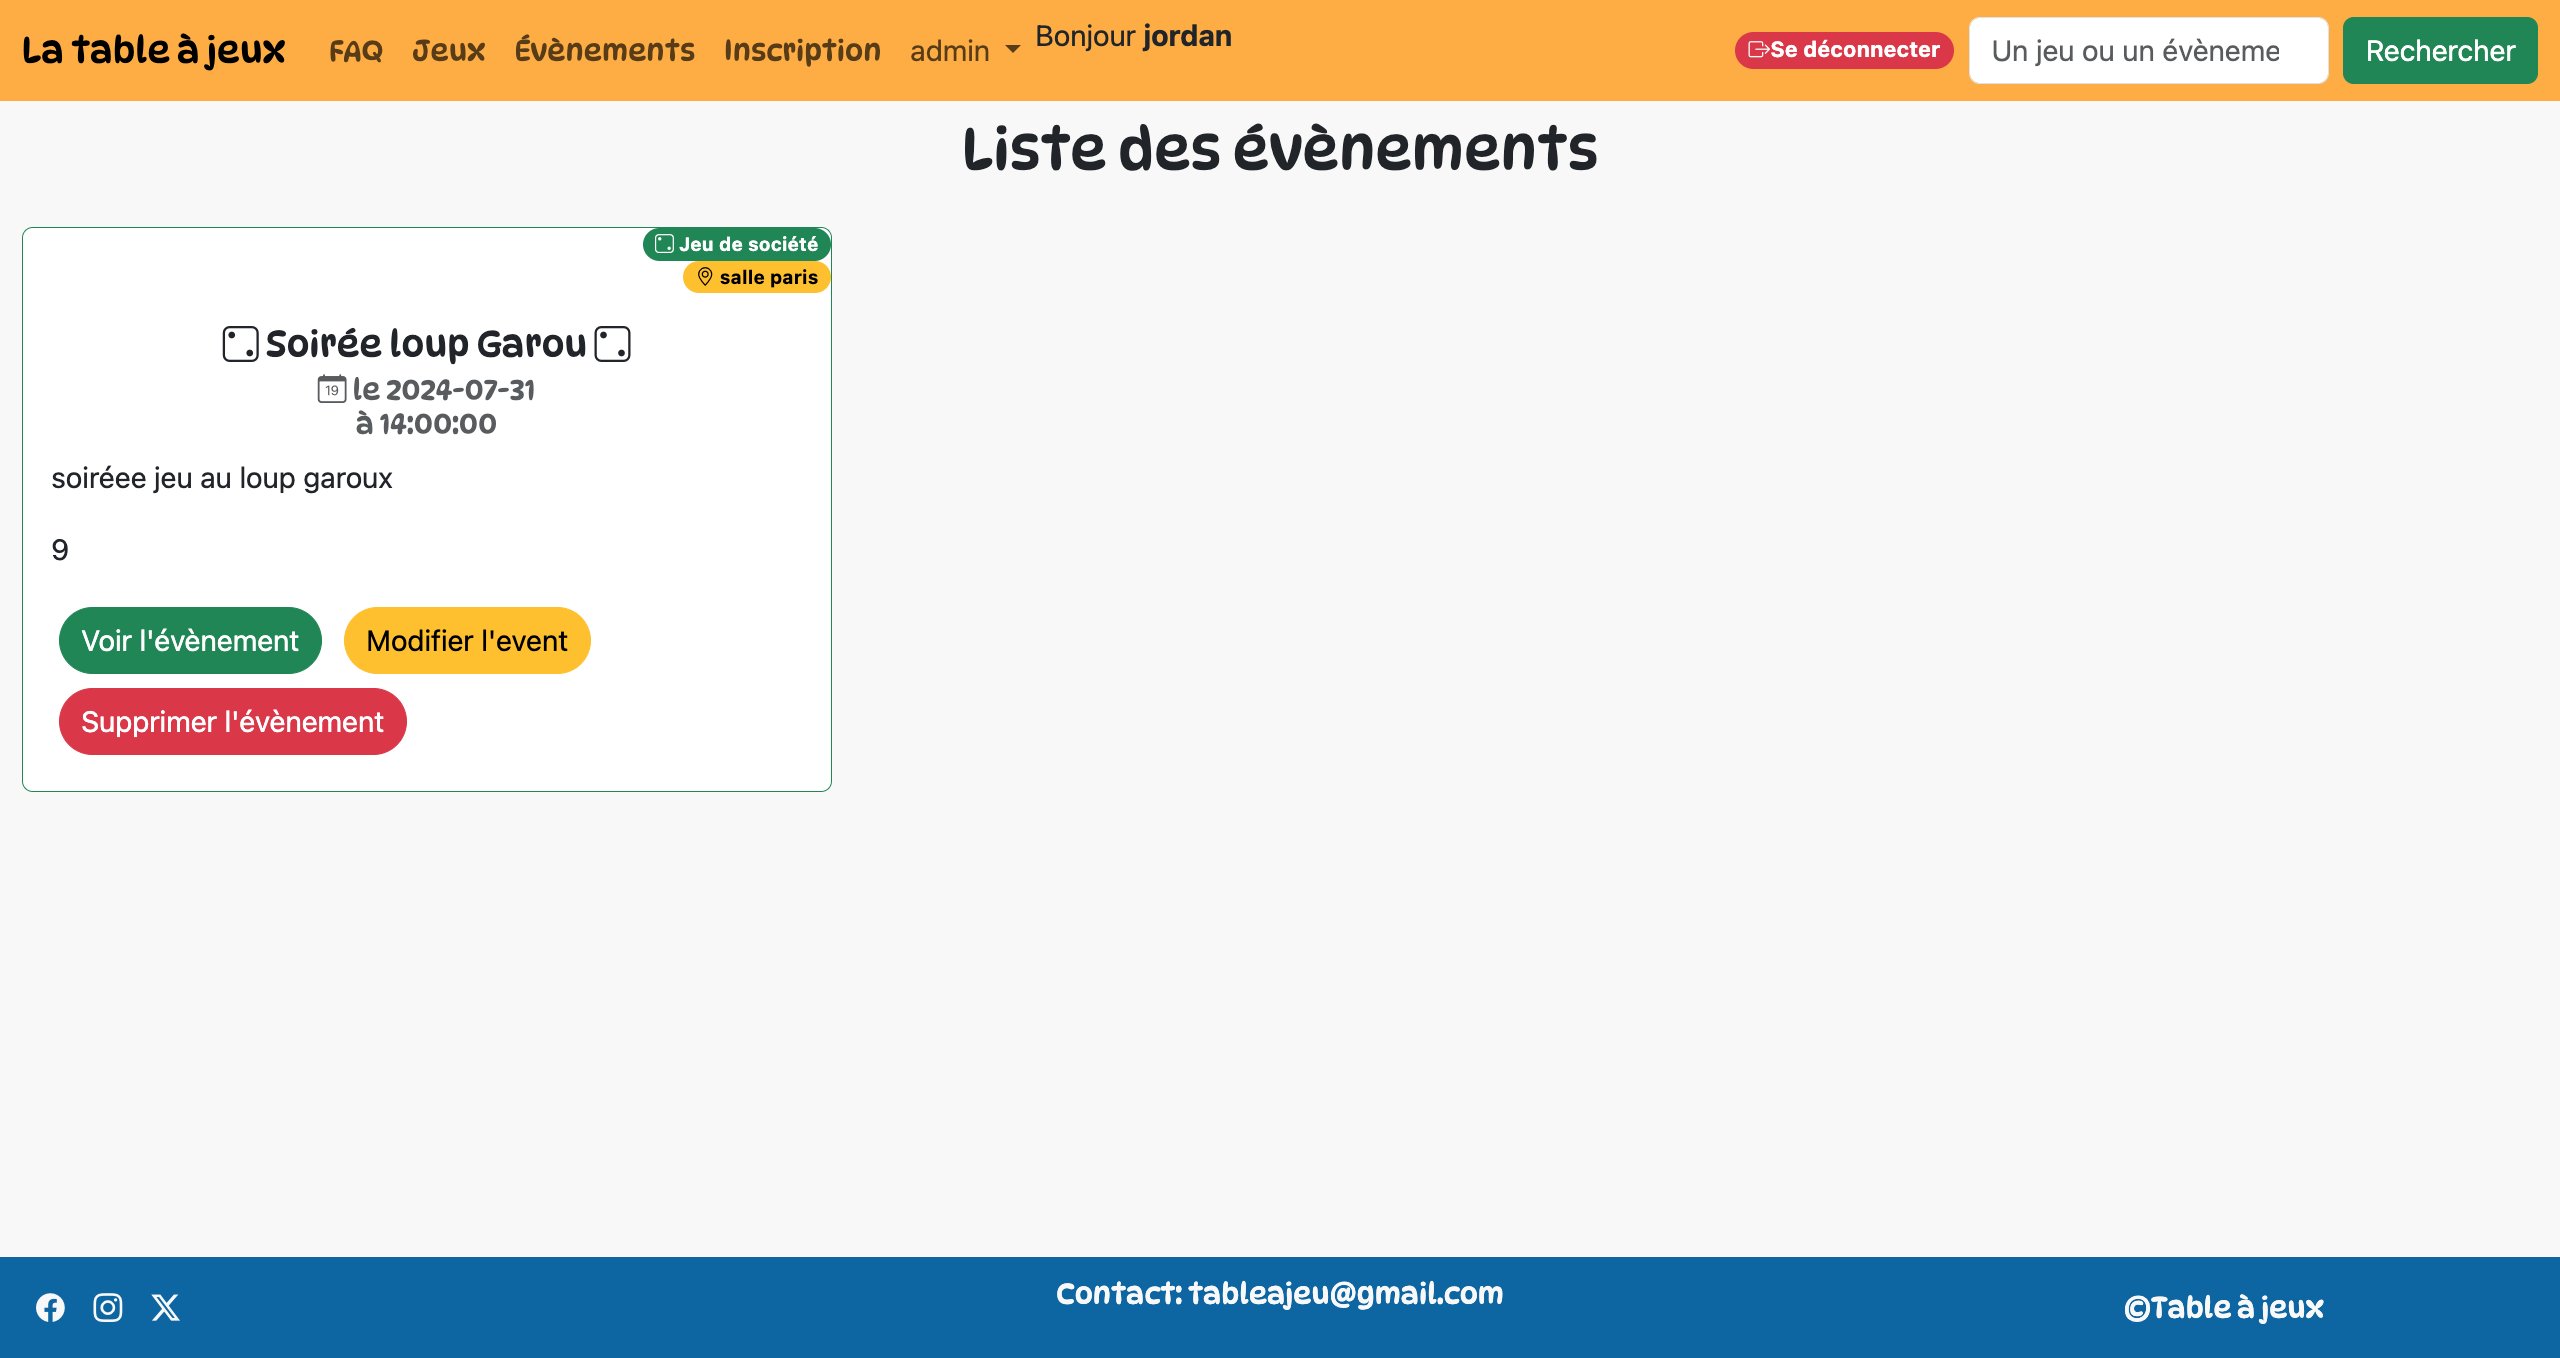 La table à jeux FAQ Jeux Évènements Inscription admin Bonjour jordan Se déconnecter Un jeu ou un évèneme Rechercher
Liste des évènements
Jeu de société
salle paris
Soirée loup Garou
19 le 2024-07-31
à 14:00:00
soiréee jeu au loup garoux
9
Voir l'évènement Modifier l'event
Supprimer l'évènement
Contact: tableajeu@gmail.com
©Table à jeux